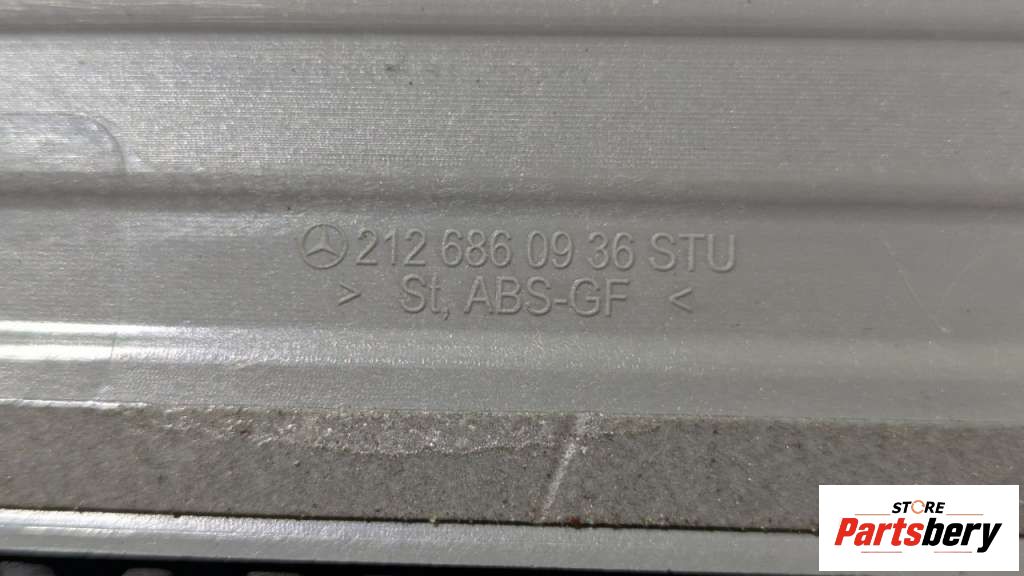 212 686 09 36 STU
> St, ABS-GF <
STORE
Partsbery